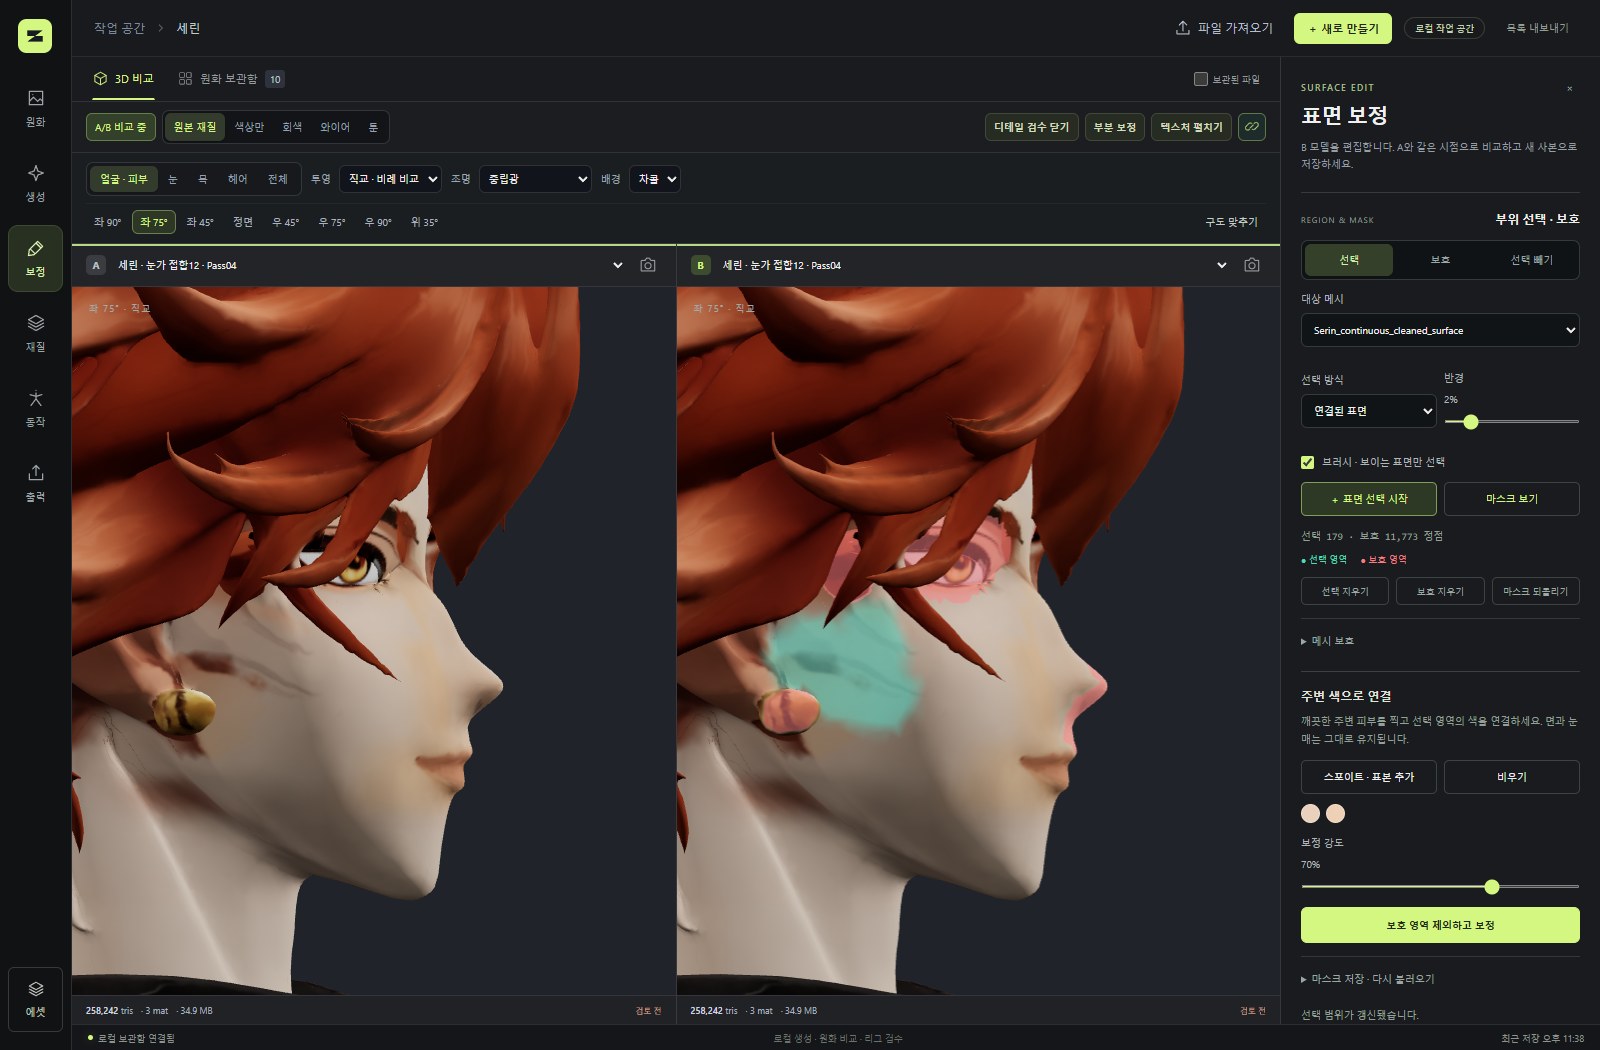 작업 공간 > 세린
파일 가져오기
+ 새로 만들기
로컬 작업 공간
목록 내보내기
원화
생성
보정
재질
동작
출력
에셋
3D 비교
원화 보관함 10
보관된 파일
A/B 비교 중
원본 재질 색상만 회색 와이어 툰
디테일 검수 닫기
부분 보정
텍스처 펼치기
얼굴 · 피부 눈 목 헤어 전체
투영 직교 · 비례 비교
조명 중립광
배경 차콜
좌 90° 좌 75° 좌 45° 정면 우 45° 우 75° 우 90° 위 35°
구도 맞추기
A 세린 · 눈가 접합12 · Pass04
좌 75° · 직교
258,242 tris · 3 mat · 34.9 MB
검토 전
B 세린 · 눈가 접합12 · Pass04
좌 75° · 직교
258,242 tris · 3 mat · 34.9 MB
검토 전
SURFACE EDIT ×
표면 보정
B 모델을 편집합니다. A와 같은 시점으로 비교하고 새 사본으로
저장하세요.
REGION & MASK
부위 선택 · 보호
선택 보호 선택 빼기
대상 메시
Serin_continuous_cleaned_surface
선택 방식
연결된 표면
반경
2%
브러시 · 보이는 표면만 선택
+ 표면 선택 시작
마스크 보기
선택 179 · 보호 11,773 정점
● 선택 영역 ● 보호 영역
선택 지우기 보호 지우기 마스크 되돌리기
▶ 메시 보호
주변 색으로 연결
깨끗한 주변 피부를 찍고 선택 영역의 색을 연결하세요. 면과 눈
매는 그대로 유지됩니다.
스포이트 · 표본 추가
비우기
보정 강도
70%
보호 영역 제외하고 보정
▶ 마스크 저장 · 다시 불러오기
선택 범위가 갱신됐습니다.
로컬 보관함 연결됨
로컬 생성 · 원화 비교 · 리그 검수
최근 저장 오후 11:38